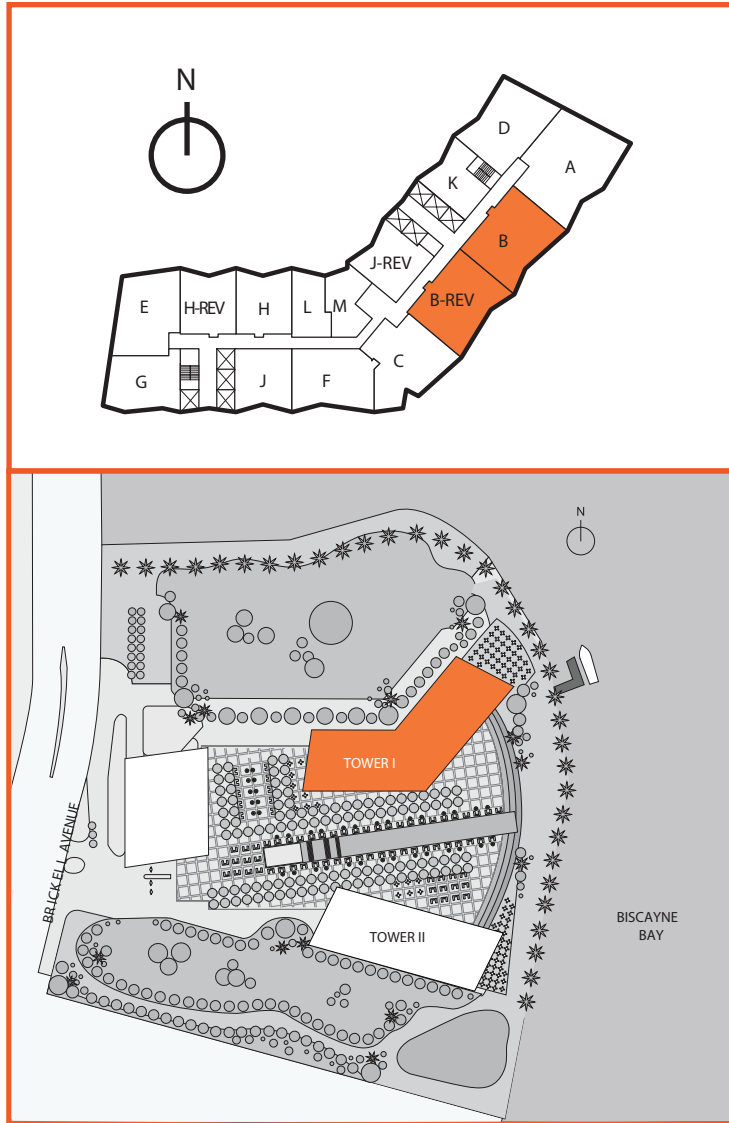 N
D
A
K
B
J-REV
B-REV
E
H-REV
H
L
M
G
J
F
C
N
TOWER I
BRICKELL AVENUE
BISCAYNE
BAY
TOWER II